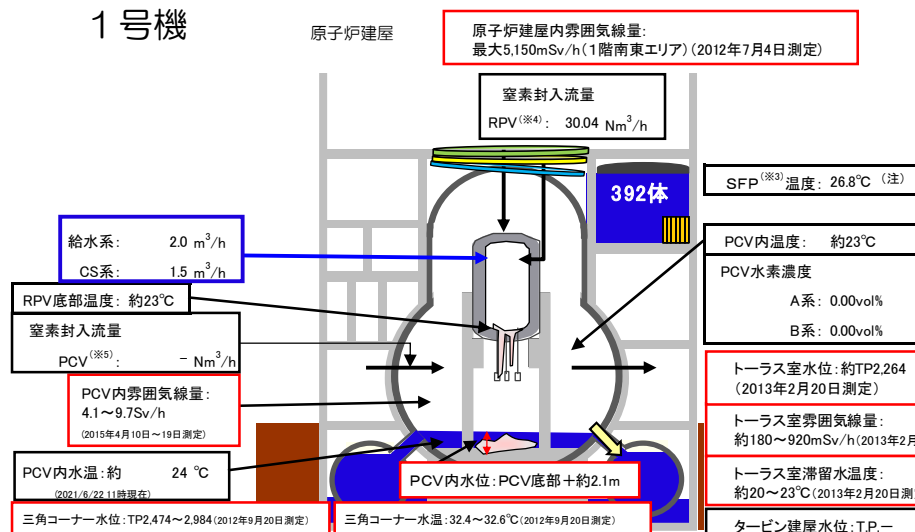 1号機
原子炉建屋
原子炉建屋内雰囲気線量:
最大5,150mSv/h(1階南東エリア)(2012年7月4日測定)
窒素封入流量
RPV(※4): 30.04 Nm³/h
392体
SFP(※3)温度: 26.8℃ (注)
給水系: 2.0 m³/h
CS系: 1.5 m³/h
PCV内温度: 約23℃
PCV水素濃度
A系: 0.00vol%
B系: 0.00vol%
RPV底部温度: 約23℃
窒素封入流量
PCV(※5): － Nm³/h
PCV内雰囲気線量:
4.1～9.7Sv/h
(2015年4月10日～19日測定)
トーラス室水位:約TP2,264
(2013年2月20日測定)
トーラス室雰囲気線量:
約180～920mSv/h(2013年2月
トーラス室滞留水温度:
約20～23℃(2013年2月20日測
PCV内水温:約 24 ℃
(2021/6/22 11時現在)
PCV内水位:PCV底部＋約2.1m
三角コーナー水位:TP2,474～2,984(2012年9月20日測定)
三角コーナー水温:32.4～32.6℃(2012年9月20日測定)
タービン建屋水位:T.P.－